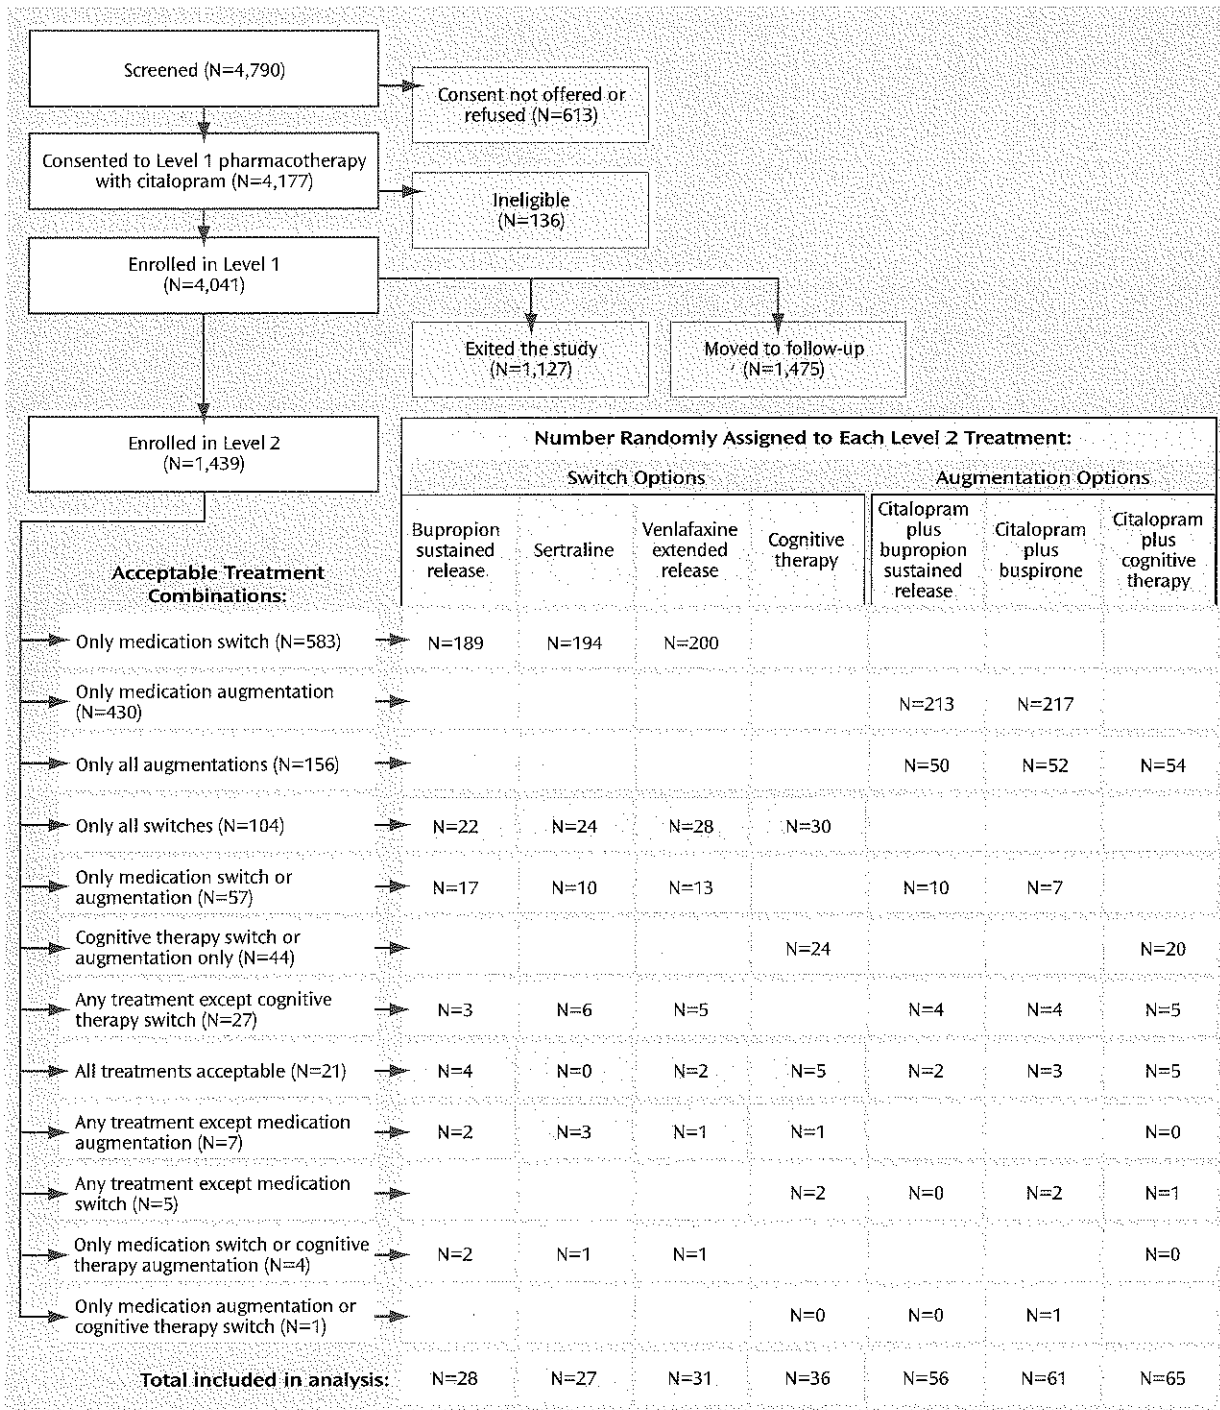 Screened (N=4,790)
Consent not offered or
refused (N=613)
Consented to Level 1 pharmacotherapy
with citalopram (N=4,177)
Ineligible
(N=136)
Enrolled in Level 1
(N=4,041)
Exited the study
(N=1,127)
Moved to follow-up
(N=1,475)
Enrolled in Level 2
(N=1,439)
Number Randomly Assigned to Each Level 2 Treatment:
Switch Options
Augmentation Options
Bupropion
sustained
release
Sertraline
Venlafaxine
extended
release
Cognitive
therapy
Citalopram
plus
bupropion
sustained
release
Citalopram
plus
buspirone
Citalopram
plus
cognitive
therapy
Acceptable Treatment
Combinations:
Only medication switch (N=583) N=189 N=194 N=200
Only medication augmentation
(N=430) N=213 N=217
Only all augmentations (N=156) N=50 N=52 N=54
Only all switches (N=104) N=22 N=24 N=28 N=30
Only medication switch or
augmentation (N=57) N=17 N=10 N=13 N=10 N=7
Cognitive therapy switch or
augmentation only (N=44) N=24 N=20
Any treatment except cognitive
therapy switch (N=27) N=3 N=6 N=5 N=4 N=4 N=5
All treatments acceptable (N=21) N=4 N=0 N=2 N=5 N=2 N=3 N=5
Any treatment except medication
augmentation (N=7) N=2 N=3 N=1 N=1 N=0
Any treatment except medication
switch (N=5) N=2 N=0 N=2 N=1
Only medication switch or cognitive
therapy augmentation (N=4) N=2 N=1 N=1 N=0
Only medication augmentation or
cognitive therapy switch (N=1) N=0 N=0 N=1
Total included in analysis: N=28 N=27 N=31 N=36 N=56 N=61 N=65